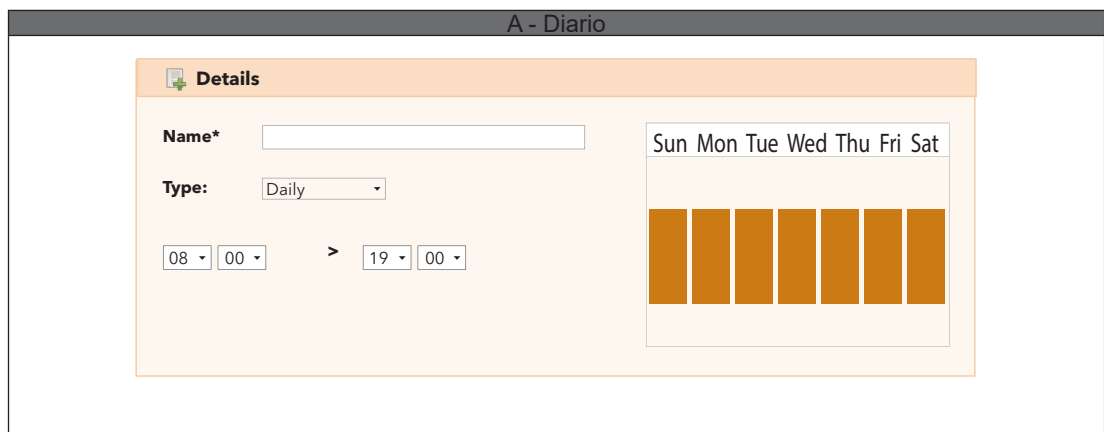 A - Diario
Details
Name*
Sun Mon Tue Wed Thu Fri Sat
Type:
Daily
08 00 > 19 00